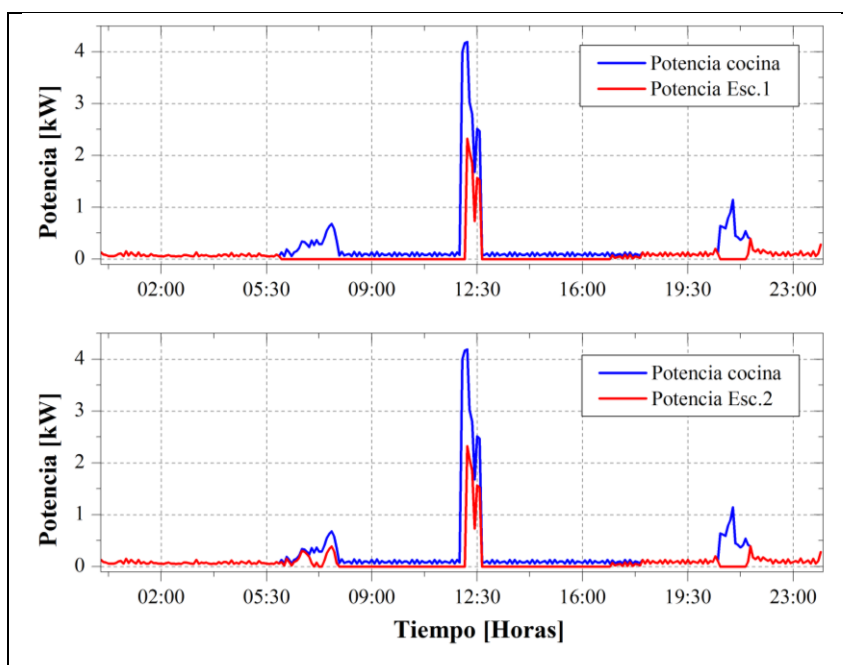 4
Potencia cocina
3
Potencia Esc.1
2
1
0
Potencia [kW]
02:00 05:30 09:00 12:30 16:00 19:30 23:00
4
Potencia cocina
3
Potencia Esc.2
2
1
0
Potencia [kW]
02:00 05:30 09:00 12:30 16:00 19:30 23:00
Tiempo [Horas]